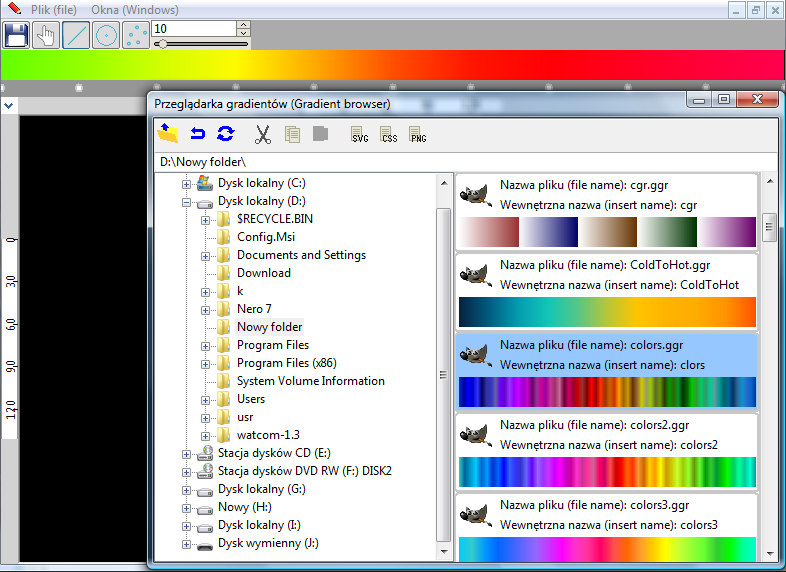 Plik (file) Okna (Windows)
10
Przeglądarka gradientów (Gradient browser)
SVG CSS PNG
D:\Nowy folder\
Dysk lokalny (C:)
Dysk lokalny (D:)
$RECYCLE.BIN
Config.Msi
Documents and Settings
Download
k
Nero 7
Nowy folder
Program Files
Program Files (x86)
System Volume Information
Users
usr
watcom-1.3
Stacja dysków CD (E:)
Stacja dysków DVD RW (F:) DISK2
Dysk lokalny (G:)
Nowy (H:)
Dysk lokalny (I:)
Dysk wymienny (J:)
Nazwa pliku (file name): cgr.ggr
Wewnętrzna nazwa (insert name): cgr
Nazwa pliku (file name): ColdToHot.ggr
Wewnętrzna nazwa (insert name): ColdToHot
Nazwa pliku (file name): colors.ggr
Wewnętrzna nazwa (insert name): clors
Nazwa pliku (file name): colors2.ggr
Wewnętrzna nazwa (insert name): colors2
Nazwa pliku (file name): colors3.ggr
Wewnętrzna nazwa (insert name): colors3
0
30
60
90
120